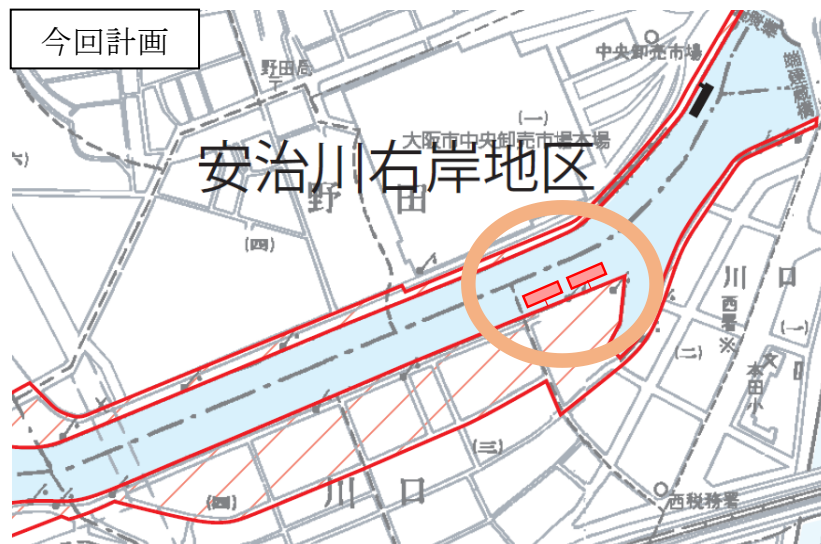 今回計画
中央卸売市場
野田局
〒
(一)
大阪市中央卸売市場本場
安治川右岸地区
野田
(四)
川口
西署※
(一)
(二)
文
本田小
(三)
川口
(四)
西税務署